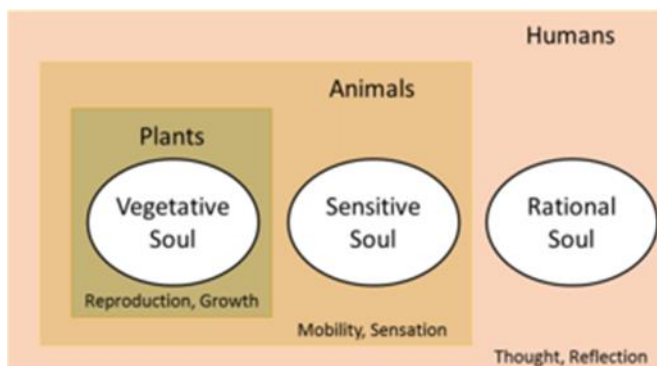 Humans
Animals
Plants
Vegetative
Soul
Sensitive
Soul
Rational
Soul
Reproduction, Growth
Mobility, Sensation
Thought, Reflection